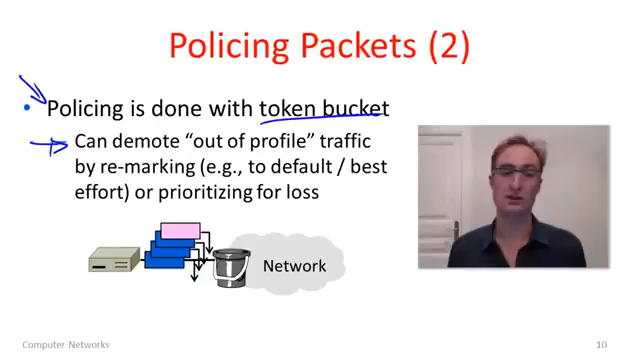 Policing Packets (2)
• Policing is done with token bucket
Can demote “out of profile” traffic
by re-marking (e.g., to default / best
effort) or prioritizing for loss
Network
Computer Networks
10